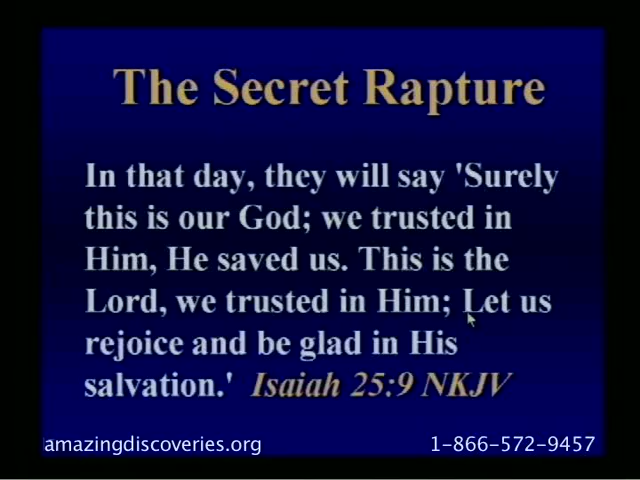 The Secret Rapture
In that day, they will say 'Surely
this is our God; we trusted in
Him, He saved us. This is the
Lord, we trusted in Him; Let us
rejoice and be glad in His
salvation.' Isaiah 25:9 NKJV
amazingdiscoveries.org 1-866-572-9457